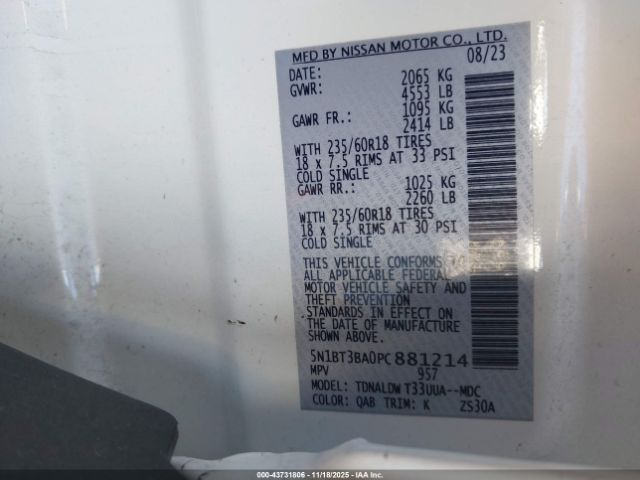 MFD BY NISSAN MOTOR CO., LTD.
DATE: 08/23
GVWR: 2065 KG
4553 LB
GAWR FR.: 1095 KG
2414 LB
WITH 235/60R18 TIRES
18 x 7.5 RIMS AT 33 PSI
COLD SINGLE
GAWR RR.: 1025 KG
2260 LB
WITH 235/60R18 TIRES
18 x 7.5 RIMS AT 30 PSI
COLD SINGLE
THIS VEHICLE CONFORMS TO
ALL APPLICABLE FEDERAL
MOTOR VEHICLE SAFETY AND
THEFT PREVENTION
STANDARDS IN EFFECT ON
THE DATE OF MANUFACTURE
SHOWN ABOVE.
5N1BT3BA0PC881214
MPV 957
MODEL: TDNALDW T33UUA--MDC
COLOR: QAB TRIM: K ZS30A
000-43731806 | 11/18/2025 | IAA Inc.